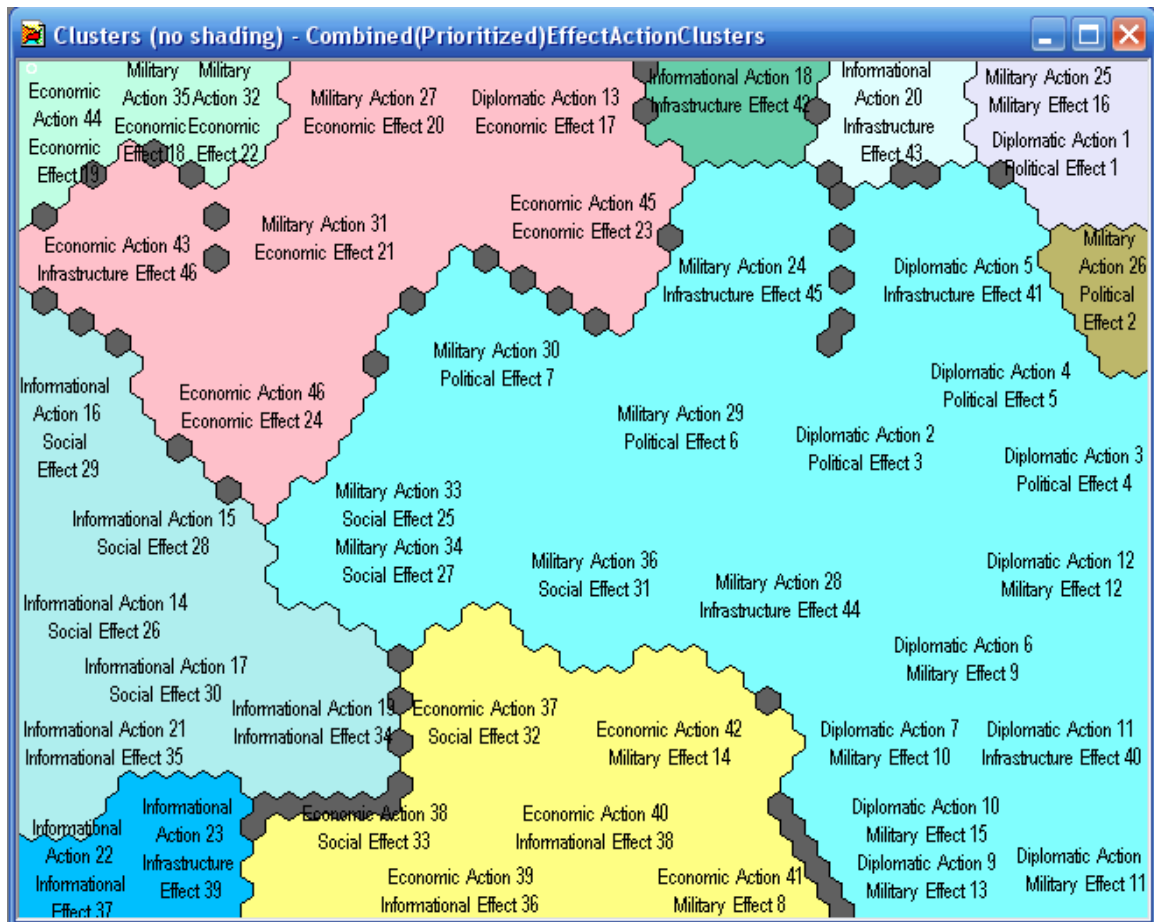 Clusters (no shading) - Combined(Prioritized)EffectActionClusters
Economic
Action 44
Economic
Effect 19
Military
Action 35
Economic
Effect 18
Military
Action 32
Economic
Effect 22
Military Action 27
Economic Effect 20
Diplomatic Action 13
Economic Effect 17
Informational Action 18
Infrastructure Effect 42
Informational
Action 20
Infrastructure
Effect 43
Military Action 25
Military Effect 16
Diplomatic Action 1
Political Effect 1
Economic Action 43
Infrastructure Effect 46
Military Action 31
Economic Effect 21
Economic Action 45
Economic Effect 23
Military Action 24
Infrastructure Effect 45
Diplomatic Action 5
Infrastructure Effect 41
Military
Action 26
Political
Effect 2
Military Action 30
Political Effect 7
Diplomatic Action 4
Political Effect 5
Informational
Action 16
Social
Effect 29
Economic Action 46
Economic Effect 24
Military Action 29
Political Effect 6
Diplomatic Action 2
Political Effect 3
Diplomatic Action 3
Political Effect 4
Military Action 33
Social Effect 25
Military Action 34
Social Effect 27
Informational Action 15
Social Effect 28
Military Action 36
Social Effect 31
Military Action 28
Infrastructure Effect 44
Diplomatic Action 12
Military Effect 12
Informational Action 14
Social Effect 26
Diplomatic Action 6
Military Effect 9
Informational Action 17
Social Effect 30
Informational Action 19
Informational Effect 34
Economic Action 37
Social Effect 32
Informational Action 21
Informational Effect 35
Economic Action 42
Military Effect 14
Diplomatic Action 7
Military Effect 10
Diplomatic Action 11
Infrastructure Effect 40
Informational
Action 22
Informational
Effect 37
Informational
Action 23
Infrastructure
Effect 39
Economic Action 38
Social Effect 33
Economic Action 40
Informational Effect 38
Diplomatic Action 10
Military Effect 15
Diplomatic Action 9
Military Effect 13
Diplomatic Action
Military Effect 11
Economic Action 39
Informational Effect 36
Economic Action 41
Military Effect 8